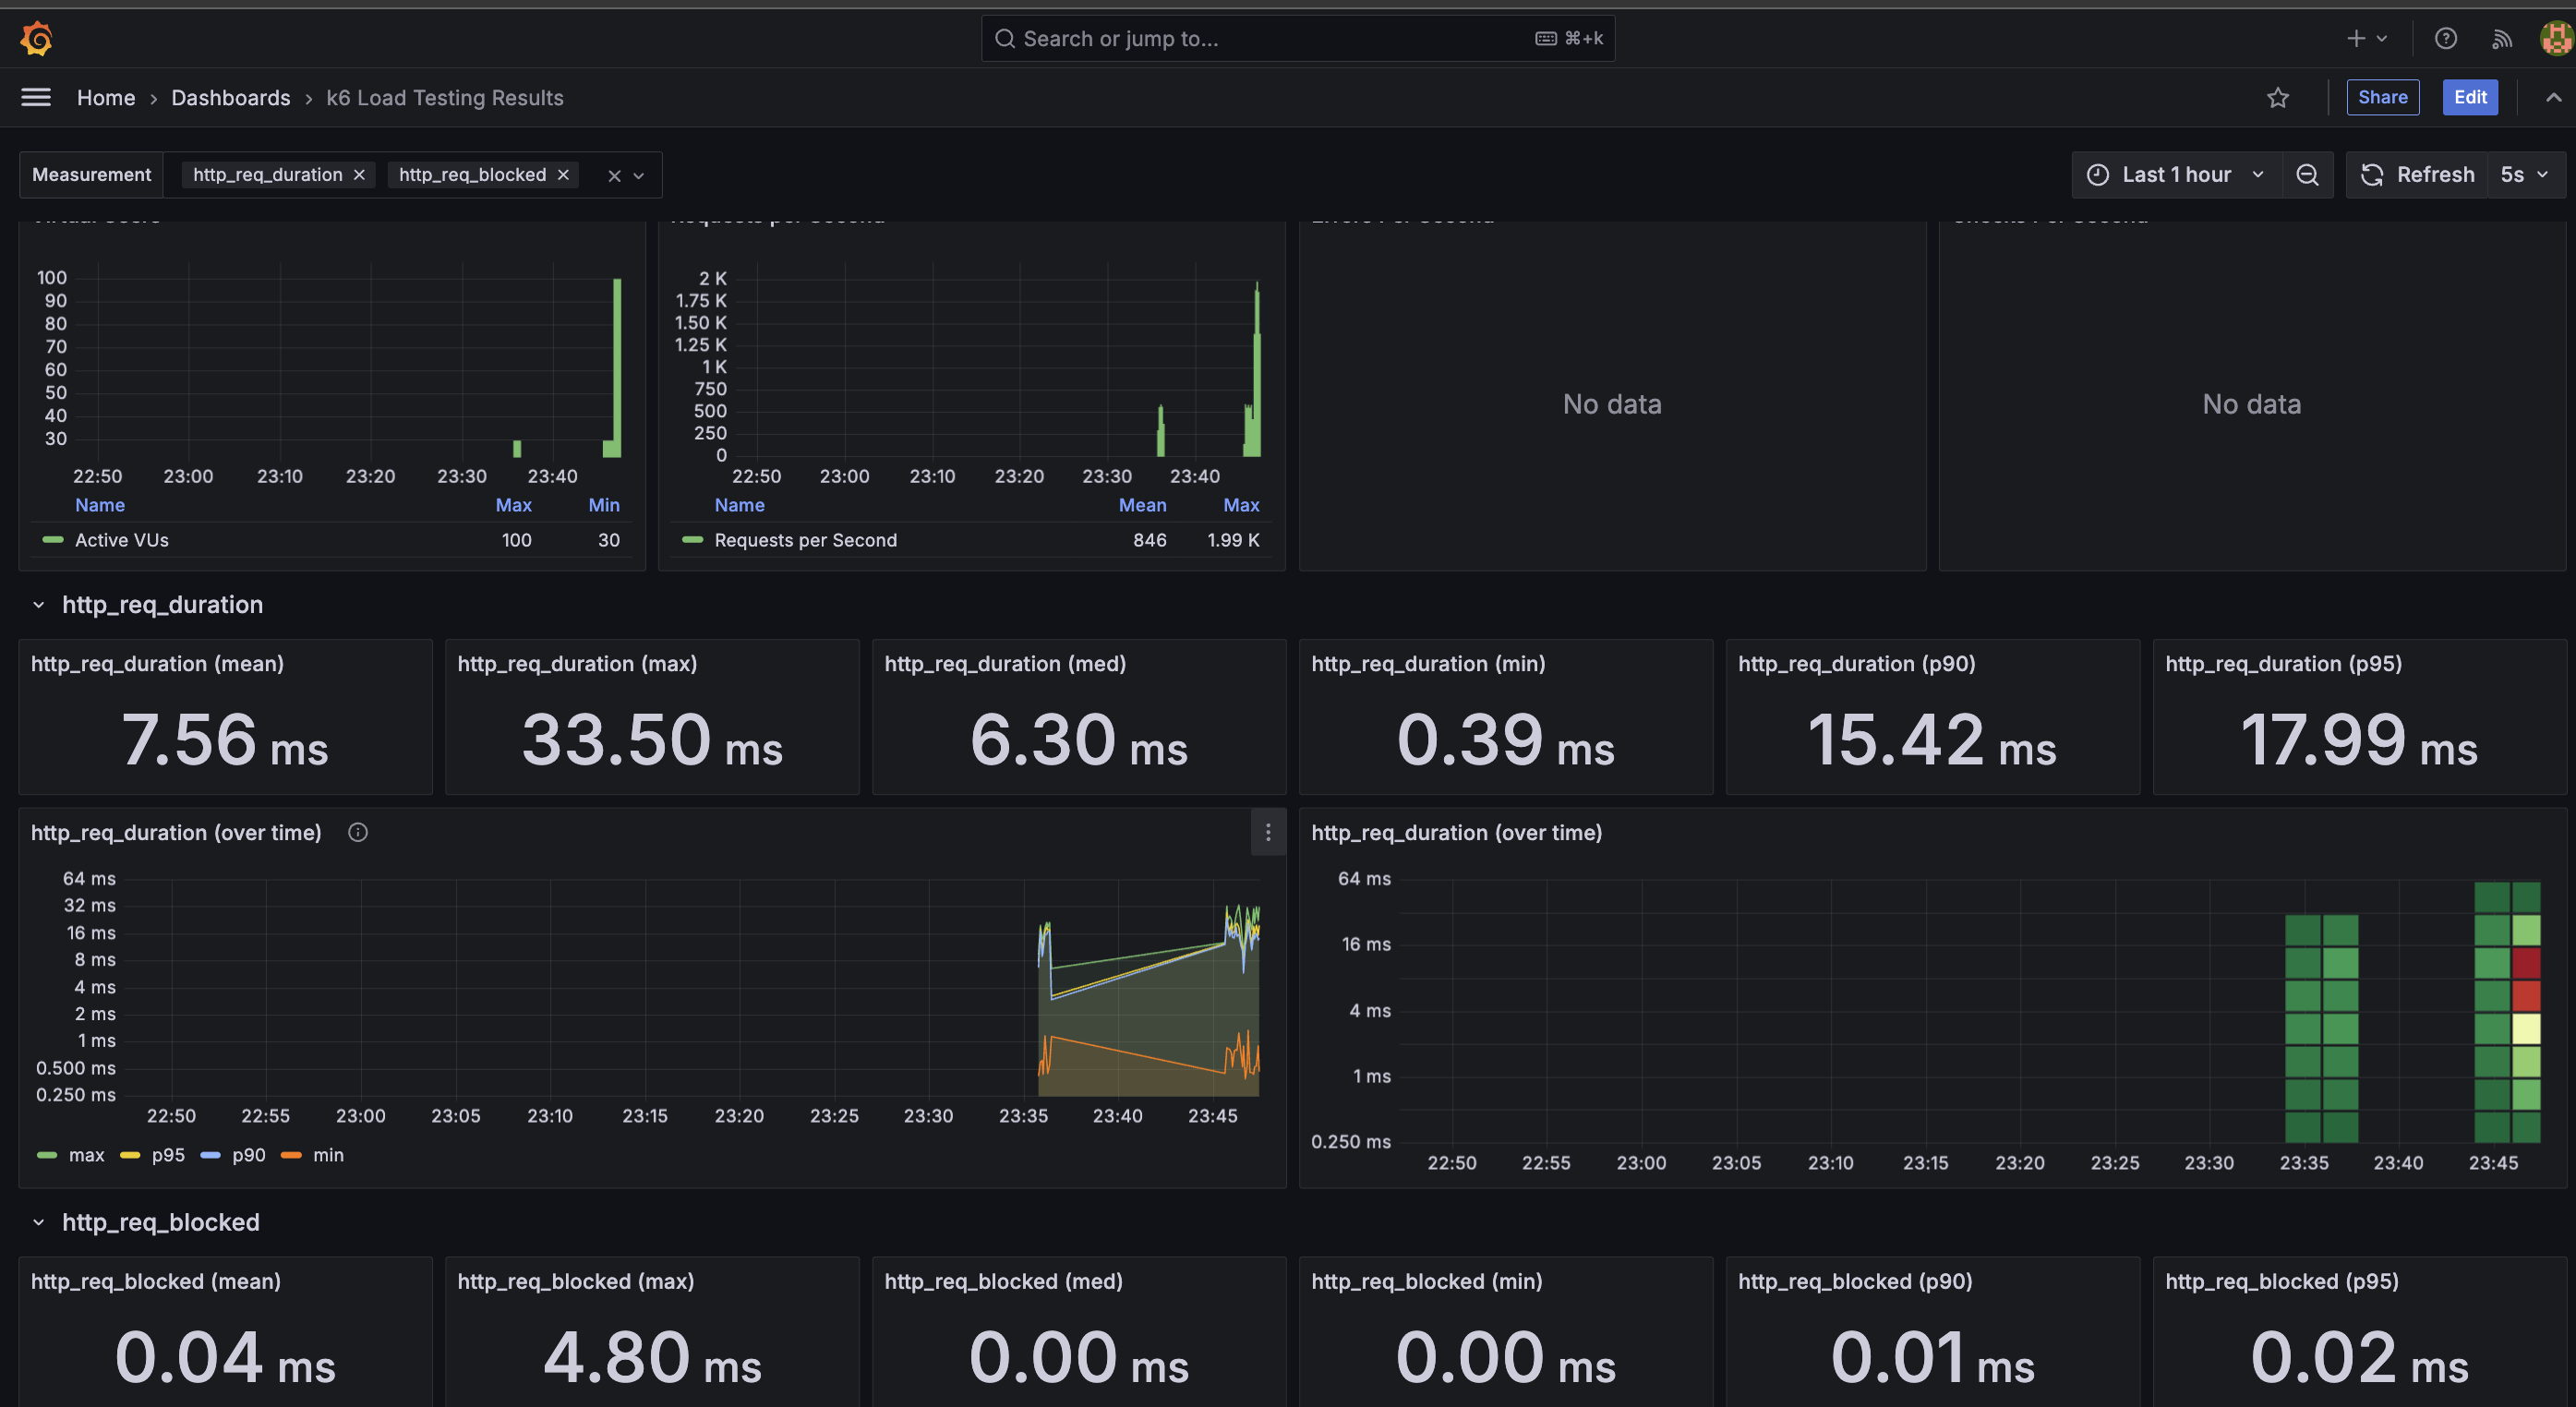 Search or jump to... ⌘+k
Home › Dashboards › k6 Load Testing Results Share Edit
Measurement http_req_duration × http_req_blocked × × Last 1 hour Refresh 5s
Virtual Users Requests per Second Errors Per Second Checks Per Second
100
90
80
70
60
50
40
30
22:50 23:00 23:10 23:20 23:30 23:40
Name Max Min
Active VUs 100 30
2 K
1.75 K
1.50 K
1.25 K
1 K
750
500
250
0
22:50 23:00 23:10 23:20 23:30 23:40
Name Mean Max
Requests per Second 846 1.99 K
No data
No data
http_req_duration
http_req_duration (mean)
7.56 ms
http_req_duration (max)
33.50 ms
http_req_duration (med)
6.30 ms
http_req_duration (min)
0.39 ms
http_req_duration (p90)
15.42 ms
http_req_duration (p95)
17.99 ms
http_req_duration (over time)
64 ms
32 ms
16 ms
8 ms
4 ms
2 ms
1 ms
0.500 ms
0.250 ms
22:50 22:55 23:00 23:05 23:10 23:15 23:20 23:25 23:30 23:35 23:40 23:45
max p95 p90 min
http_req_duration (over time)
64 ms
16 ms
4 ms
1 ms
0.250 ms
22:50 22:55 23:00 23:05 23:10 23:15 23:20 23:25 23:30 23:35 23:40 23:45
http_req_blocked
http_req_blocked (mean)
0.04 ms
http_req_blocked (max)
4.80 ms
http_req_blocked (med)
0.00 ms
http_req_blocked (min)
0.00 ms
http_req_blocked (p90)
0.01 ms
http_req_blocked (p95)
0.02 ms